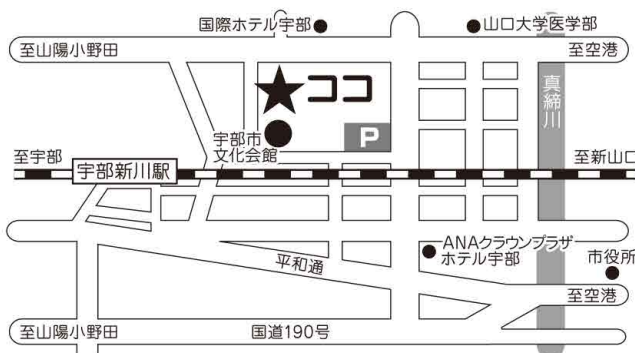 国際ホテル宇部
山口大学医学部
至山陽小野田
至空港
ココ
真締川
P
宇部市
文化会館
至宇部
宇部新川駅
至新山口
ANAクラウンプラザ
ホテル宇部
平和通
市役所
至空港
至山陽小野田
国道190号